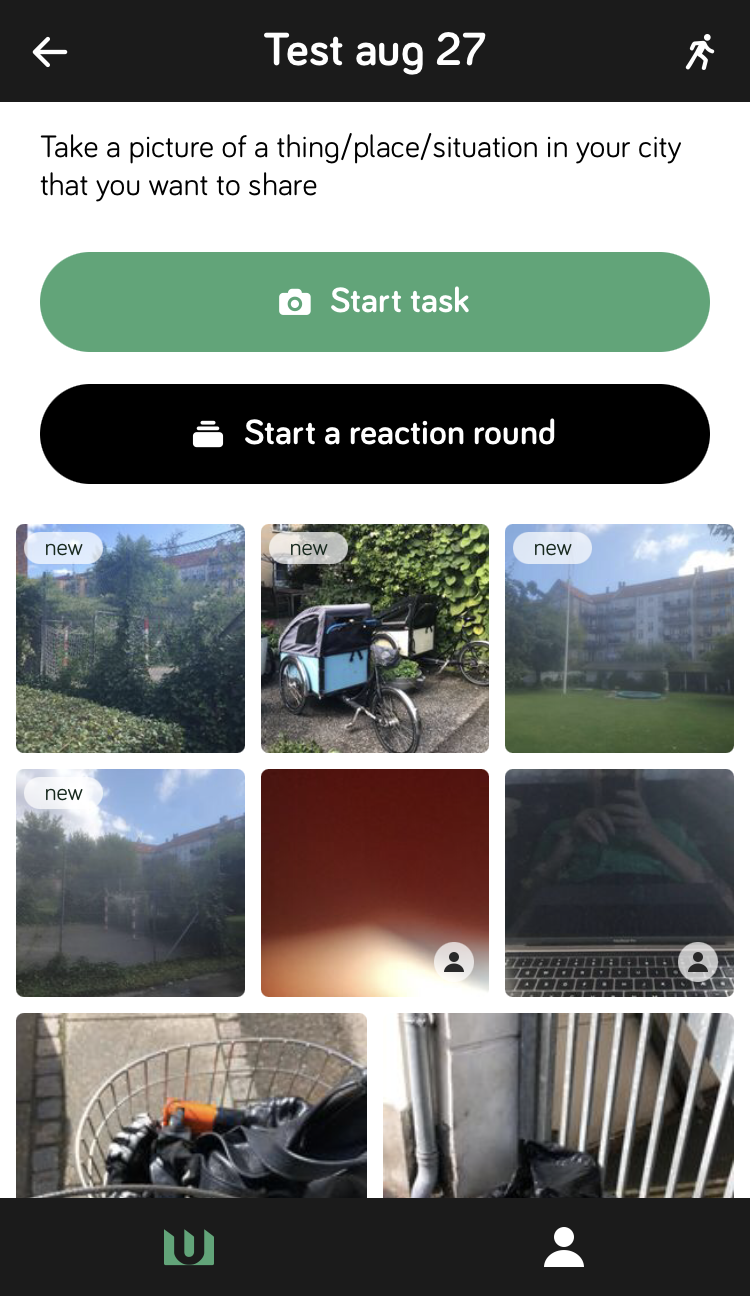 Test aug 27
Take a picture of a thing/place/situation in your city
that you want to share
Start task
Start a reaction round
new
new
new
new